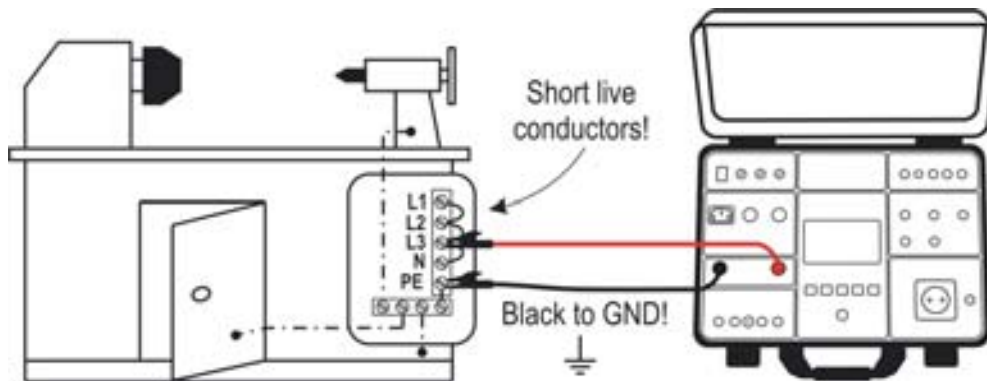 Short live
conductors!
L1
L2
L3
N
PE
Black to GND!